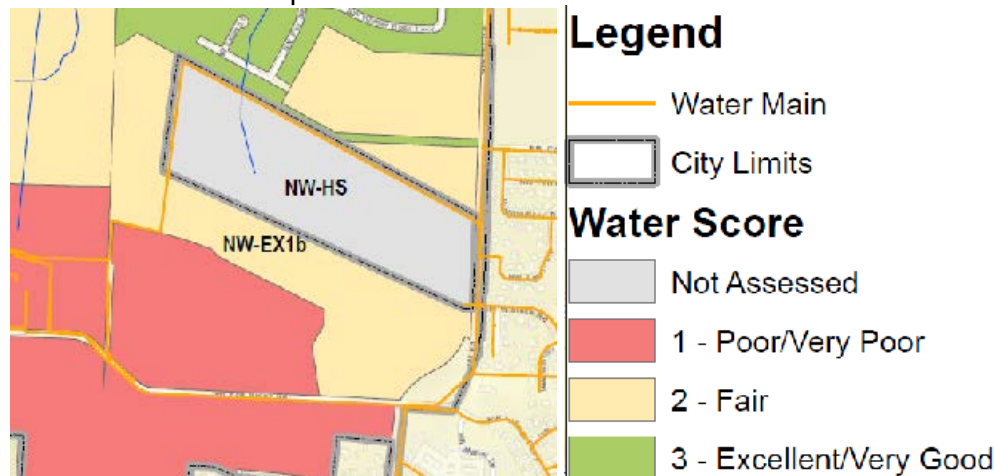 NW-HS
NW-EX1b
Legend
Water Main
City Limits
Water Score
Not Assessed
1 - Poor/Very Poor
2 - Fair
3 - Excellent/Very Good